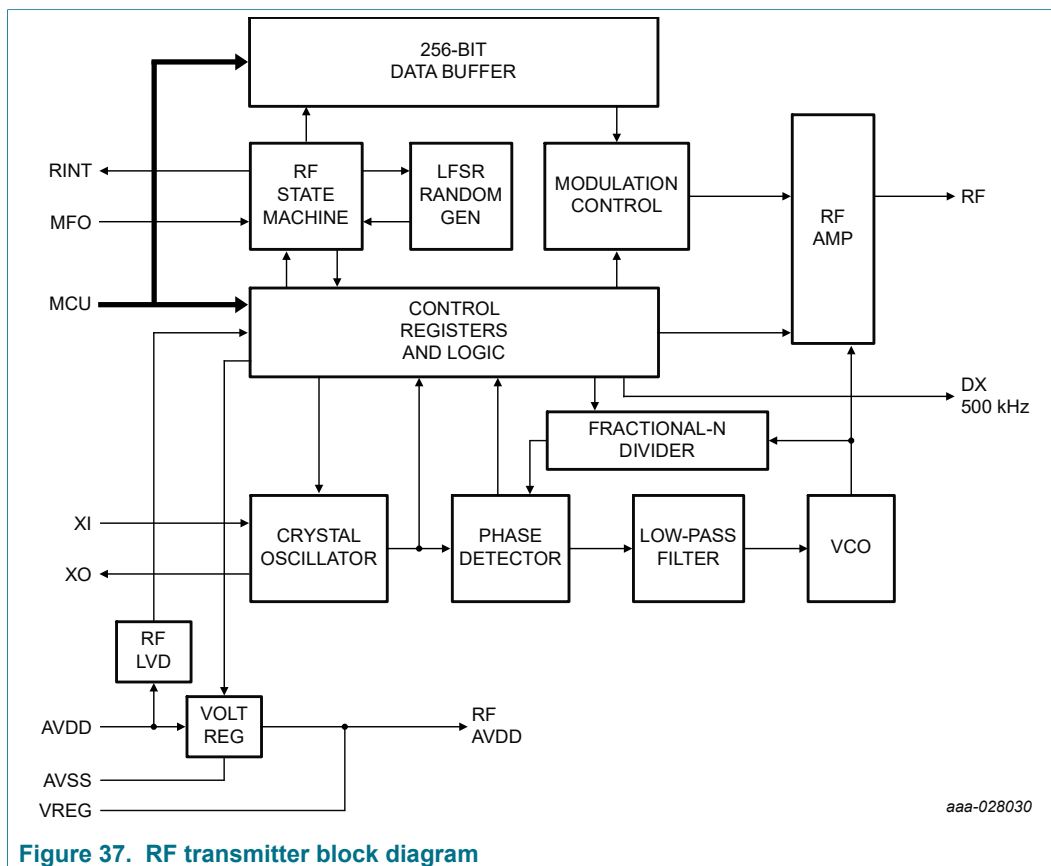 256-BIT
DATA BUFFER
RINT
RF
STATE
MACHINE
LFSR
RANDOM
GEN
MODULATION
CONTROL
RF
AMP
RF
MFO
MCU
CONTROL
REGISTERS
AND LOGIC
DX
500 kHz
FRACTIONAL-N
DIVIDER
XI
XO
CRYSTAL
OSCILLATOR
PHASE
DETECTOR
LOW-PASS
FILTER
VCO
RF
LVD
AVDD
VOLT
REG
RF
AVDD
AVSS
VREG
aaa-028030
Figure 37. RF transmitter block diagram